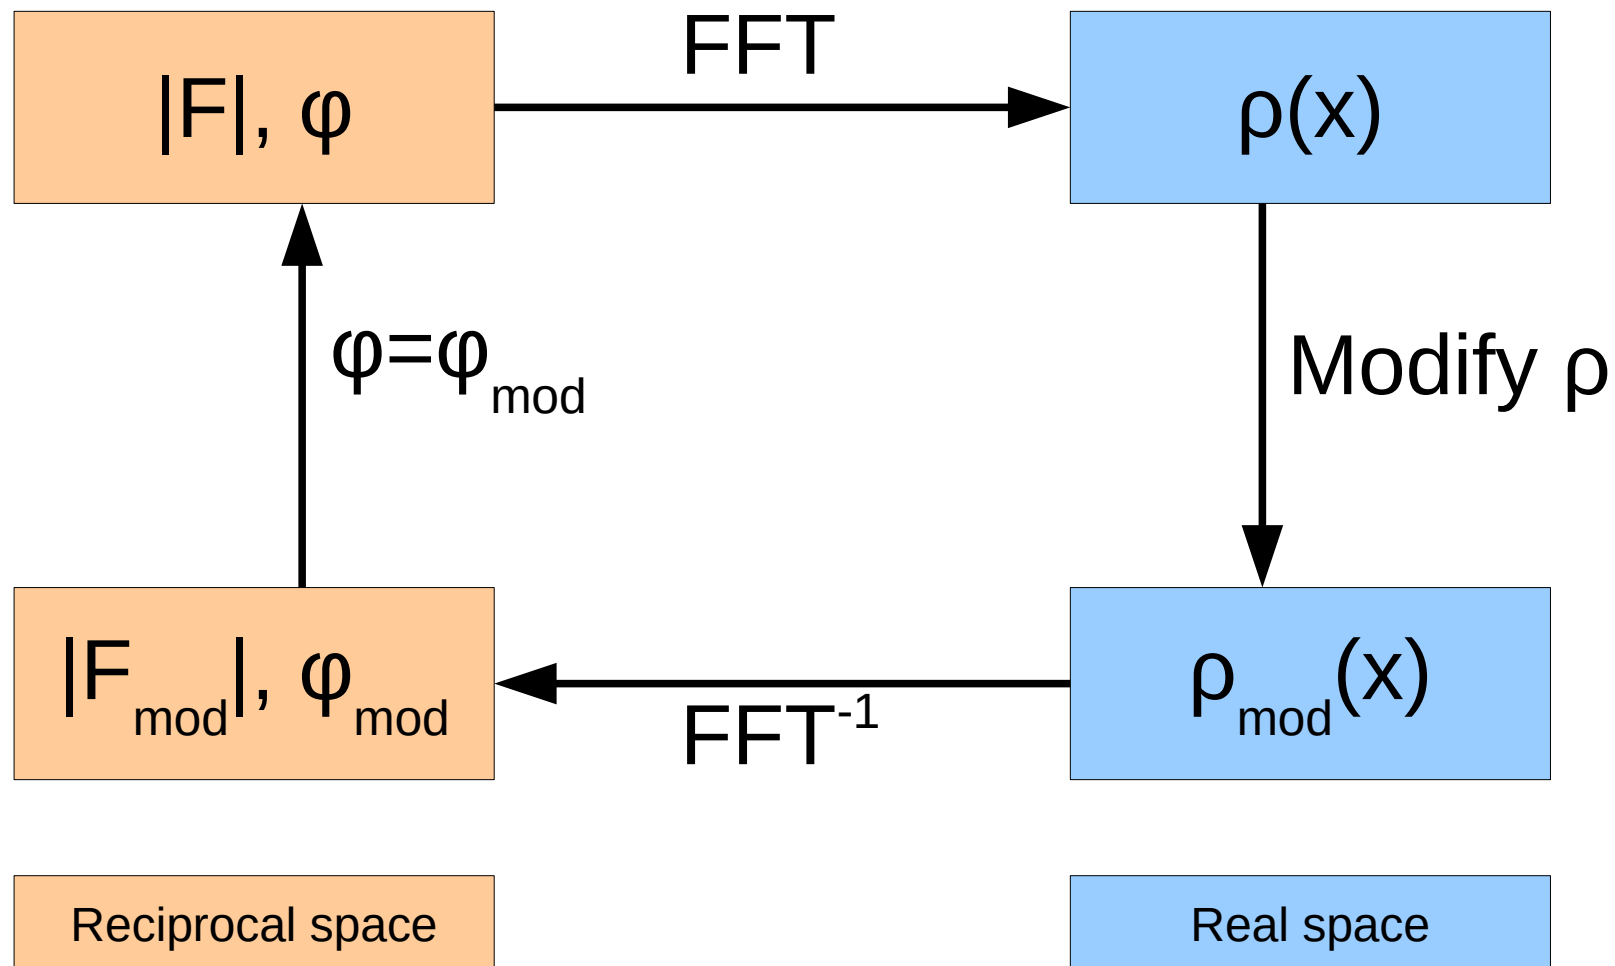 FFT
|F|, φ
ρ(x)
φ=φmod
Modify ρ
|Fmod|, φmod
ρmod(x)
FFT-1
Reciprocal space
Real space